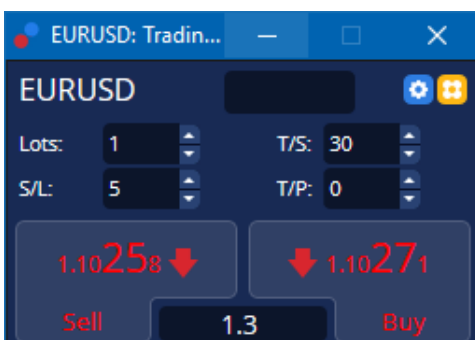 EURUSD: Tradin...
EURUSD
Lots: 1 T/S: 30
S/L: 5 T/P: 0
1.10258 1.10271
Sell 1.3 Buy